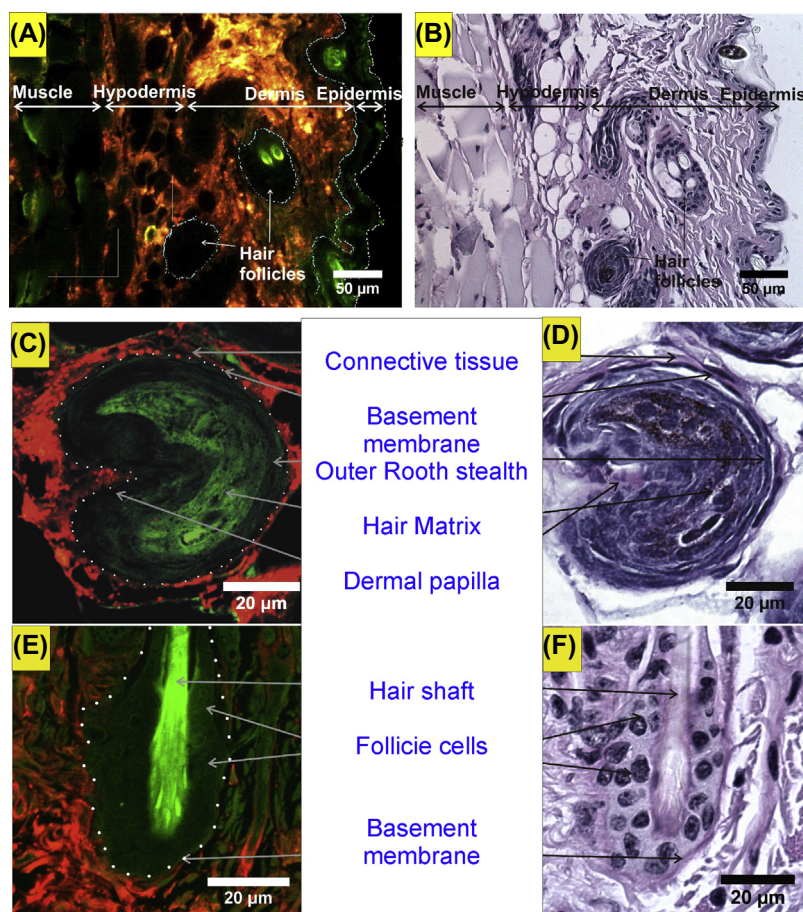 (A)
Muscle Hypodermis Dermis Epidermis
Hair
follicles
50 µm
(B)
Muscle Hypodermis Dermis Epidermis
Hair
follicles
50 µm
(C)
20 µm
Connective tissue
Basement
membrane
Outer Rooth stealth
Hair Matrix
Dermal papilla
(D)
20 µm
(E)
20 µm
Hair shaft
Follicie cells
Basement
membrane
(F)
20 µm